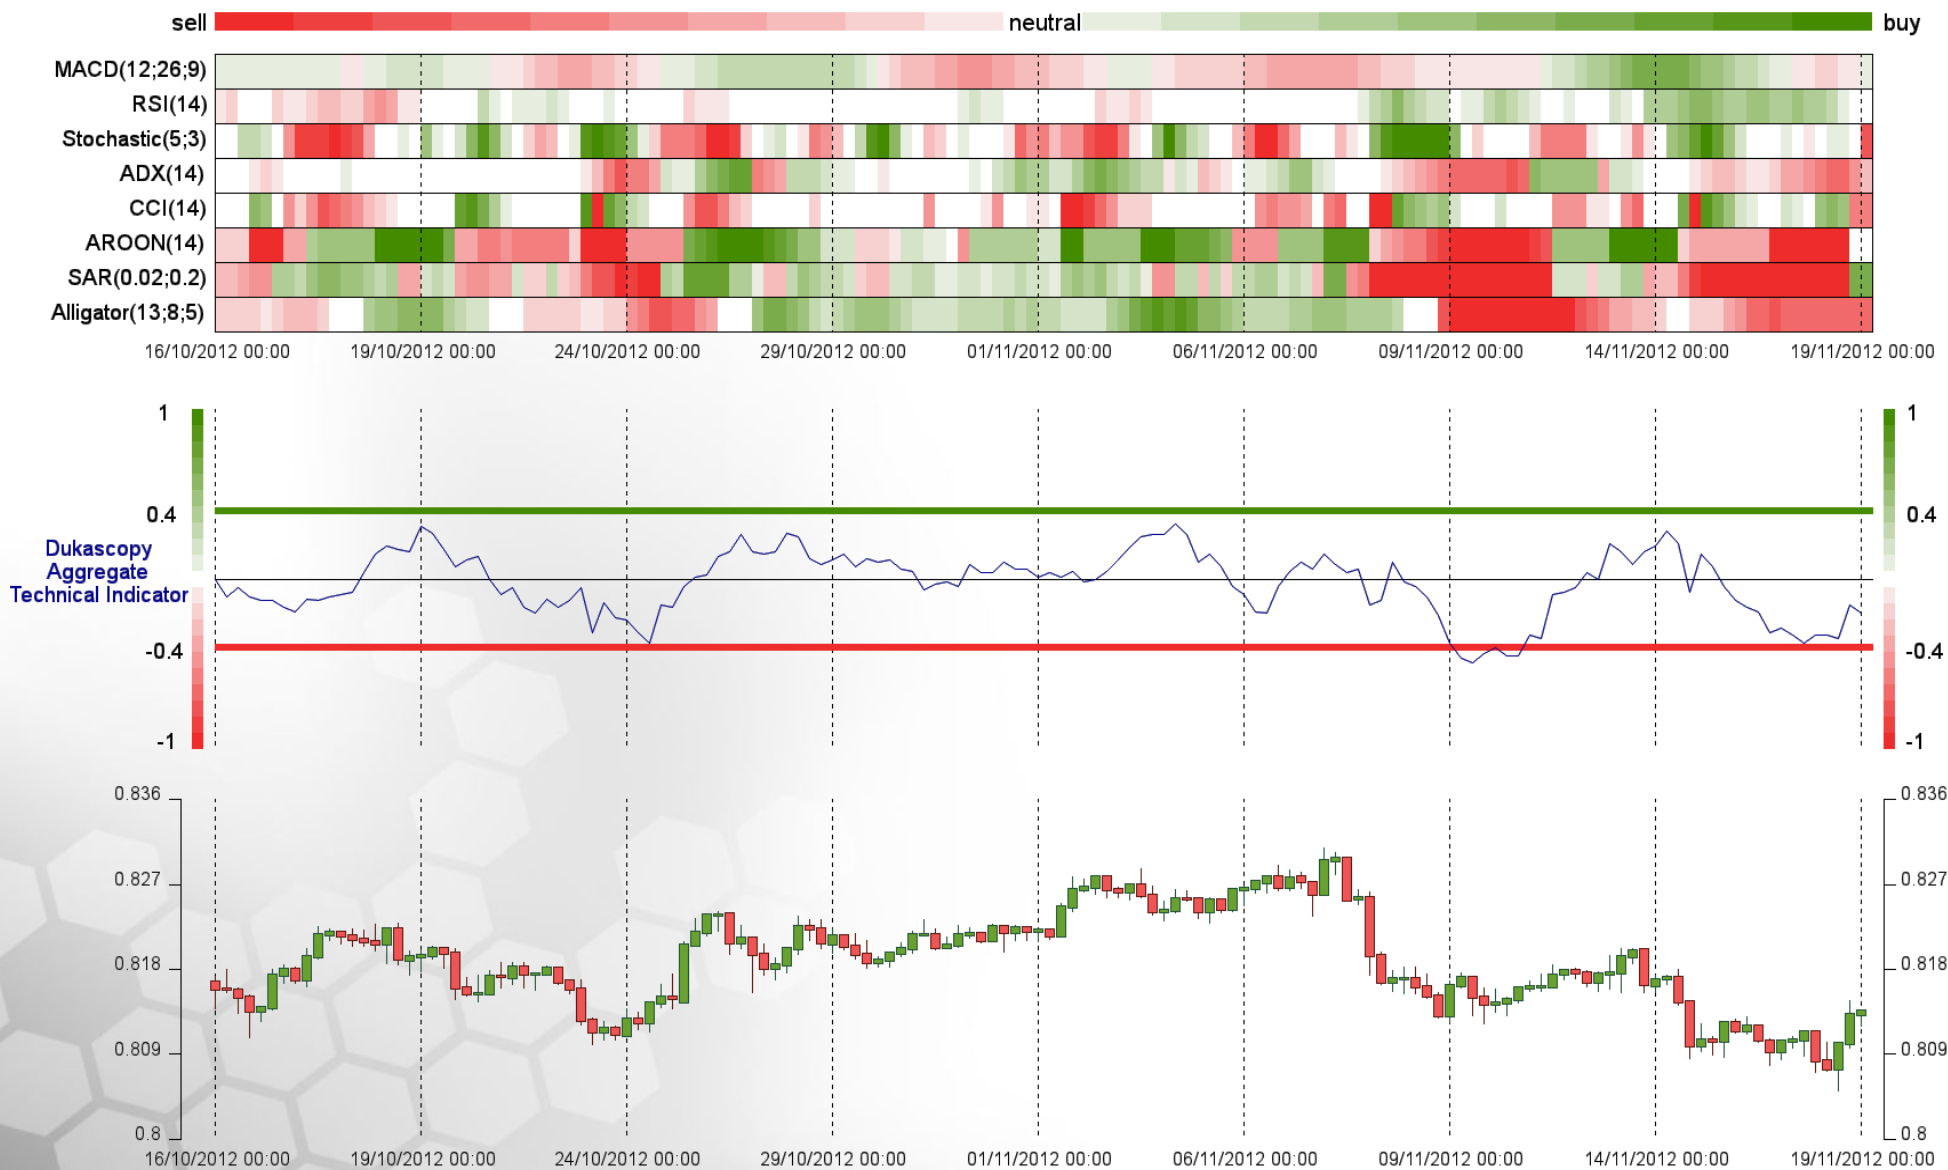 sell neutral buy
MACD(12;26;9)
RSI(14)
Stochastic(5;3)
ADX(14)
CCI(14)
AROON(14)
SAR(0.02;0.2)
Alligator(13;8;5)
16/10/2012 00:00 19/10/2012 00:00 24/10/2012 00:00 29/10/2012 00:00 01/11/2012 00:00 06/11/2012 00:00 09/11/2012 00:00 14/11/2012 00:00 19/11/2012 00:00
1 1
0.4 0.4
Dukascopy
Aggregate
Technical Indicator
-0.4 -0.4
-1 -1
0.836 0.836
0.827 0.827
0.818 0.818
0.809 0.809
0.8 0.8
16/10/2012 00:00 19/10/2012 00:00 24/10/2012 00:00 29/10/2012 00:00 01/11/2012 00:00 06/11/2012 00:00 09/11/2012 00:00 14/11/2012 00:00 19/11/2012 00:00